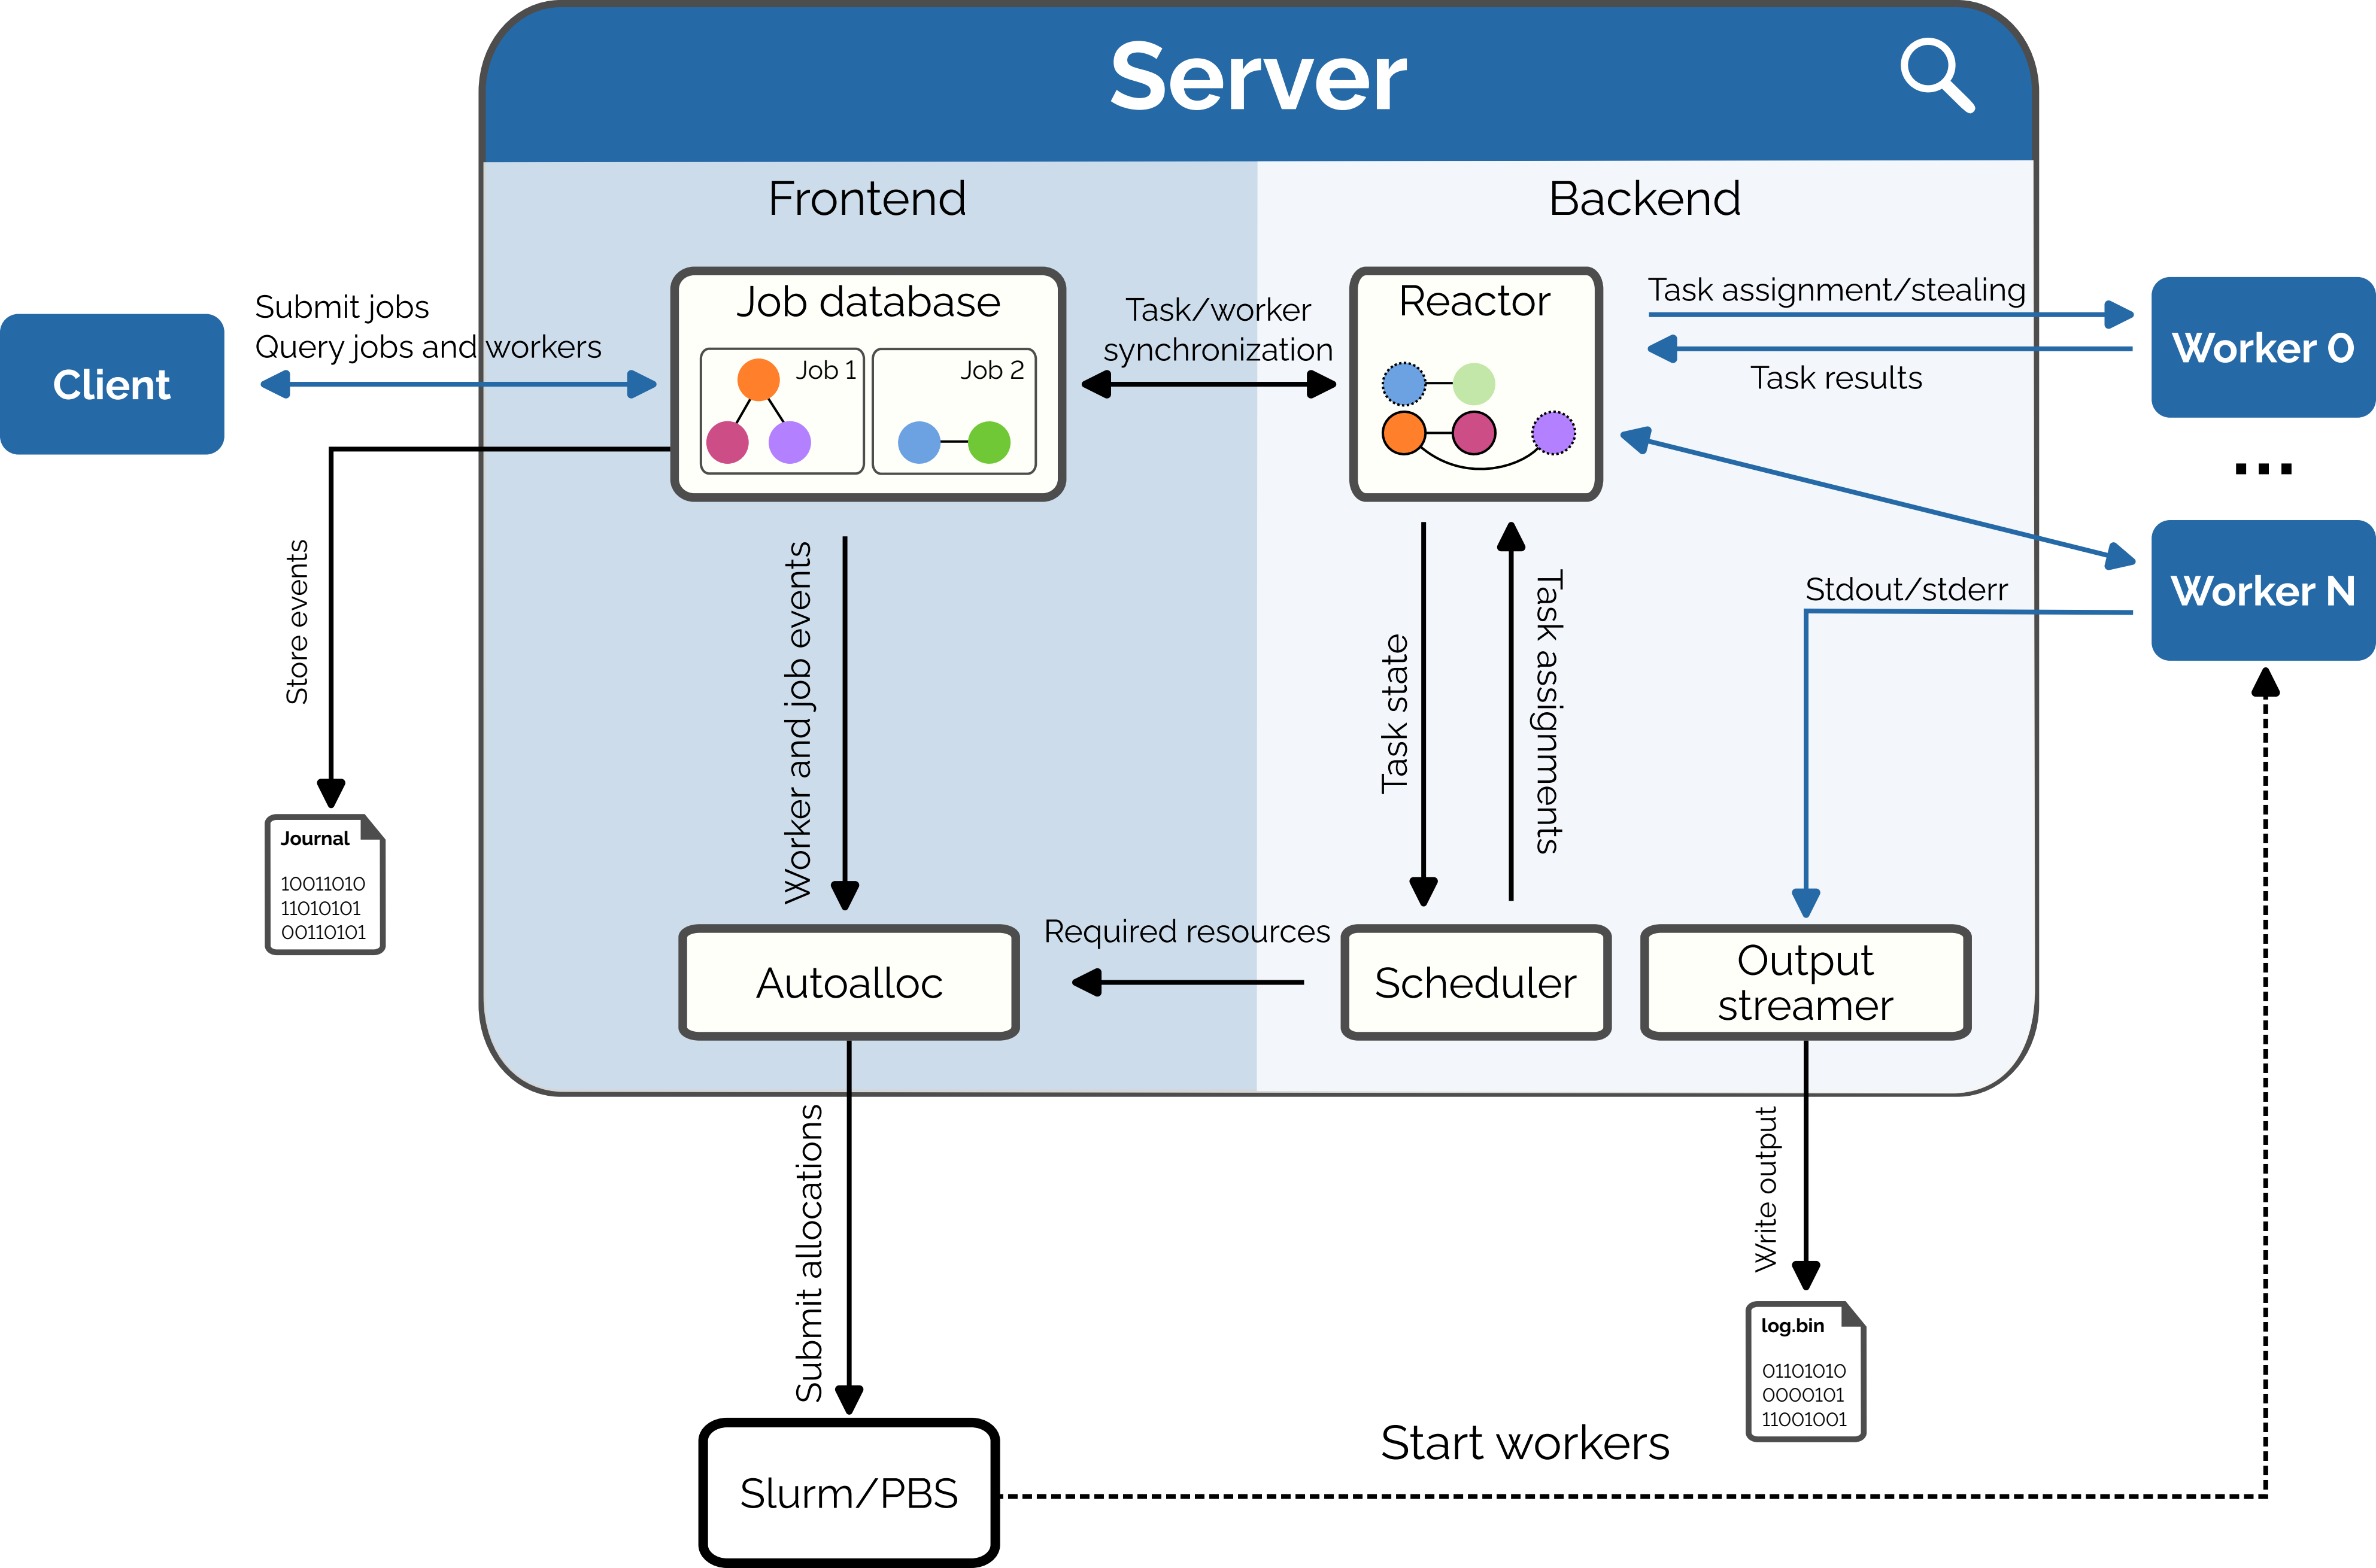 Server
Frontend
Backend
Client
Submit jobs
Query jobs and workers
Job database
Job 1
Job 2
Task/worker
synchronization
Reactor
Task assignment/stealing
Task results
Worker 0
...
Worker N
Stdout/stderr
Store events
Worker and job events
Task state
Task assignments
Journal
10011010
11010101
00110101
Autoalloc
Required resources
Scheduler
Output
streamer
Submit allocations
Write output
log.bin
01101010
0000101
11001001
Slurm/PBS
Start workers